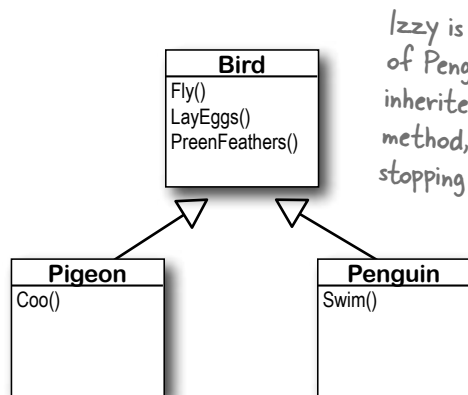 Izzy is
of Peng
inherite
method,
stopping
Bird
Fly()
LayEggs()
PreenFeathers()
Pigeon
Coo()
Penguin
Swim()